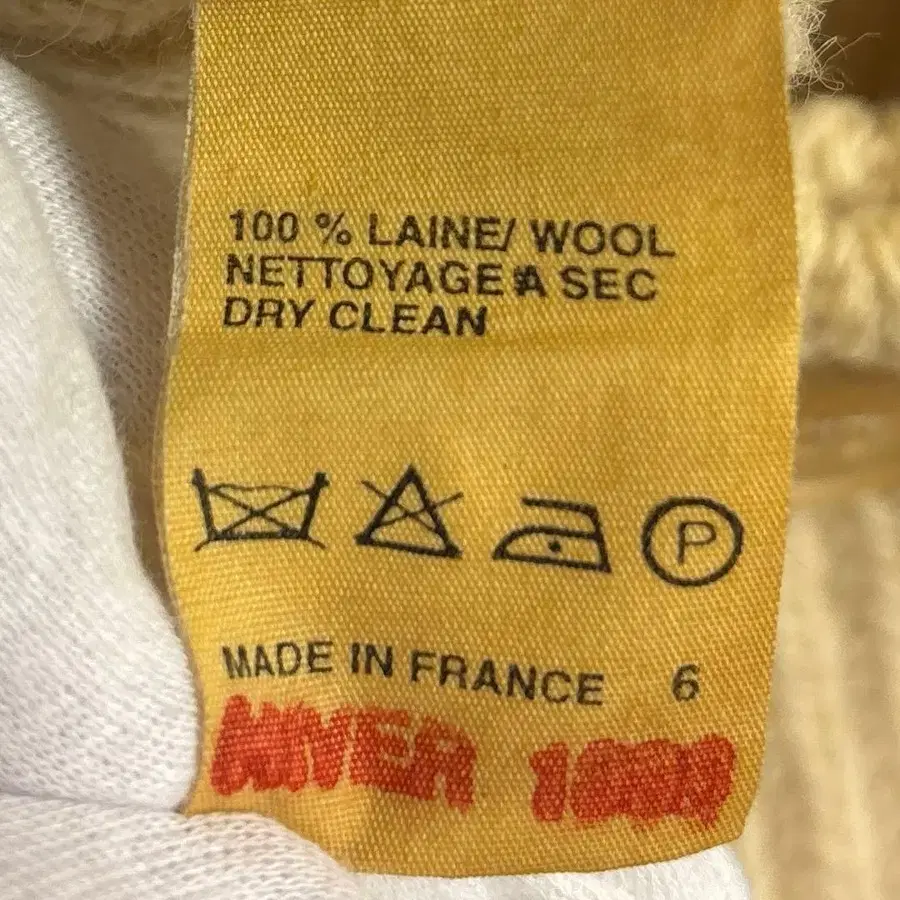 100 % LAINE/ WOOL
NETTOYAGE A SEC
DRY CLEAN
P
MADE IN FRANCE 6
HIVER